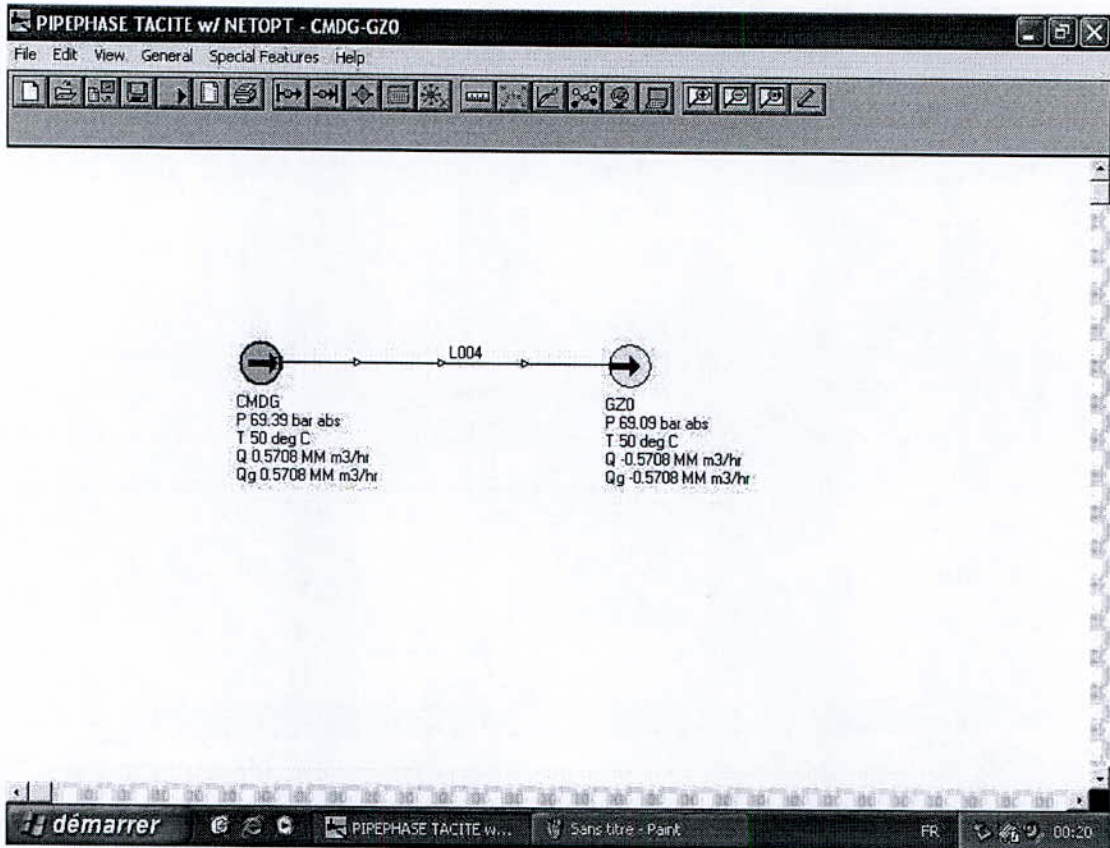 PIPEPHASE TACITE w/ NETOPT - CMDG-GZ0
File Edit View General Special Features Help
L004
CMDG
P 69.39 bar abs
T 50 deg C
Q 0.5708 MM m3/hr
Qg 0.5708 MM m3/hr
GZ0
P 69.09 bar abs
T 50 deg C
Q -0.5708 MM m3/hr
Qg -0.5708 MM m3/hr
démarrer PIPEPHASE TACITE w... Sans titre - Paint FR 00:20